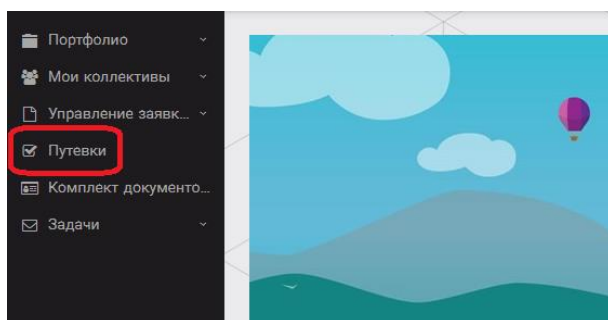 Портфолио
Мои коллективы
Управление заявк...
Путевки
Комплект документо...
Задачи